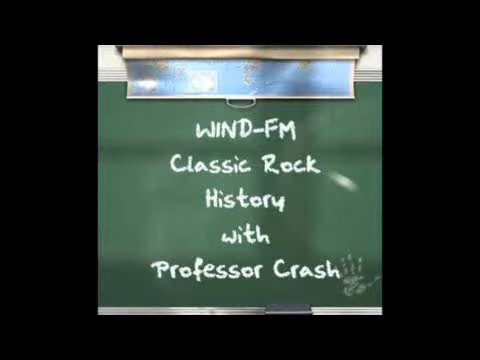 WIND-FM
Classic Rock
History
with
Professor Crash